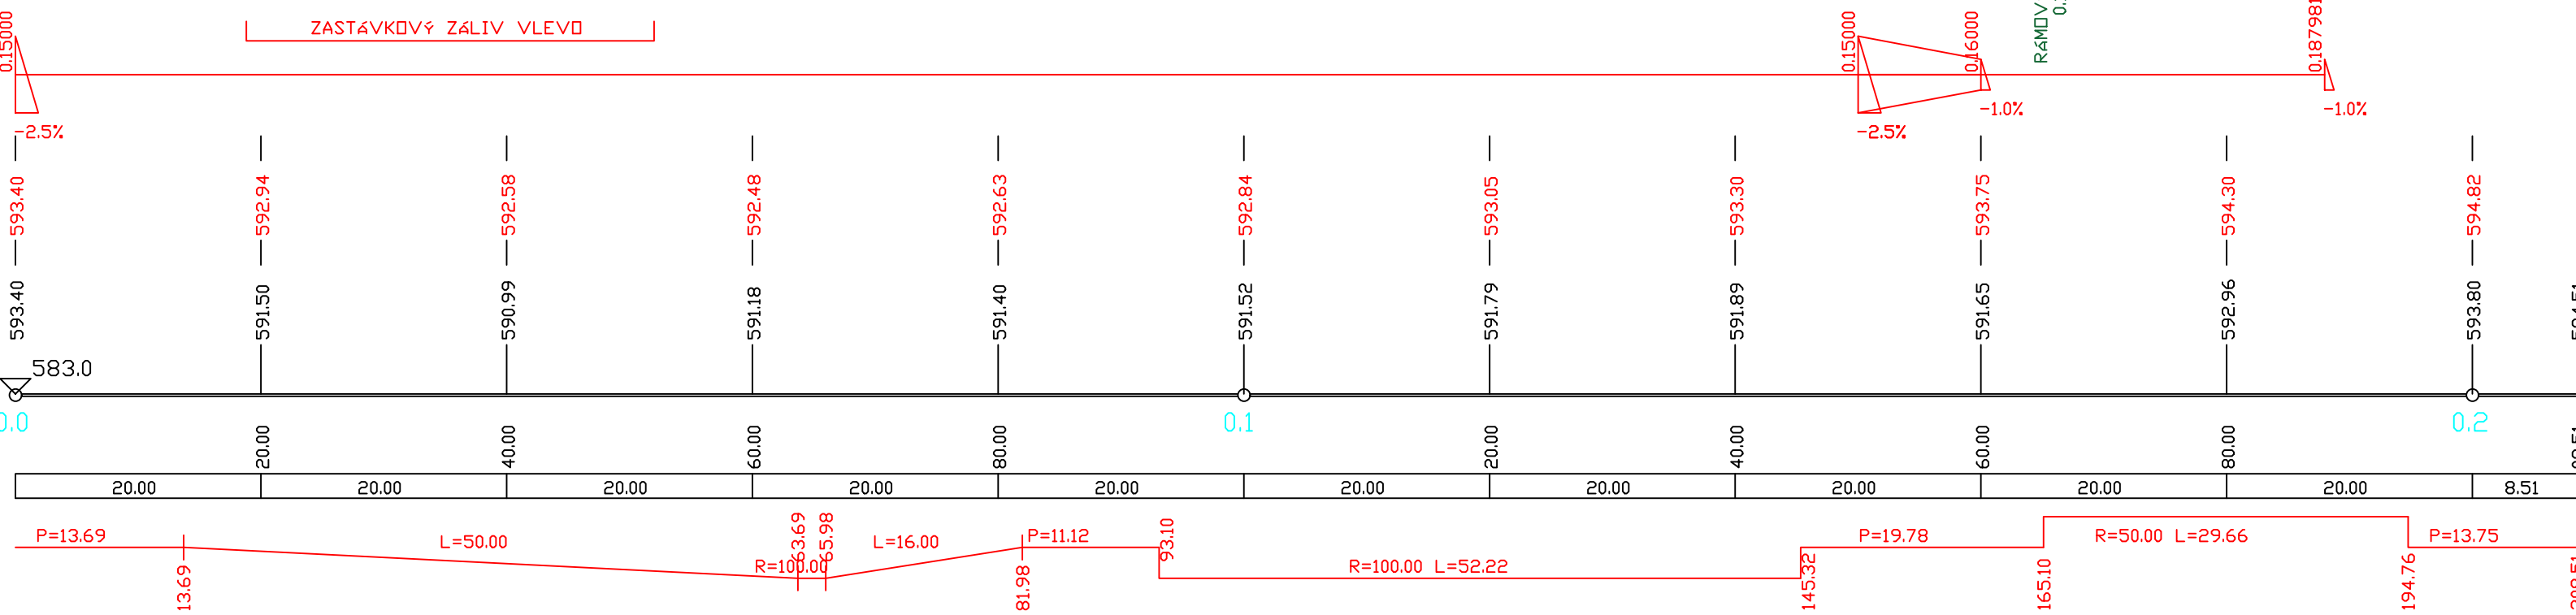 0.15000
ZASTÁVKOVÝ ZÁLIV VLEVO
0.15000
0.16000
RÁMOV
0.187981
-2.5%
-2.5%
-1.0%
-1.0%
593.40 592.94 592.58 592.48 592.63 592.84 593.05 593.30 593.75 594.30 594.82
593.40 591.50 590.99 591.18 591.40 591.52 591.79 591.89 591.65 592.96 593.80
583.0
0.0 0.1 0.2
20.00 40.00 60.00 80.00 20.00 40.00 60.00 80.00
20.00 20.00 20.00 20.00 20.00 20.00 20.00 20.00 20.00 20.00 8.51
P=13.69 L=50.00 L=16.00 P=11.12 P=19.78 R=50.00 L=29.66 P=13.75
R=100.00 R=100.00 L=52.22
13.69 63.69 65.98 81.98 93.10 145.32 165.10 194.76